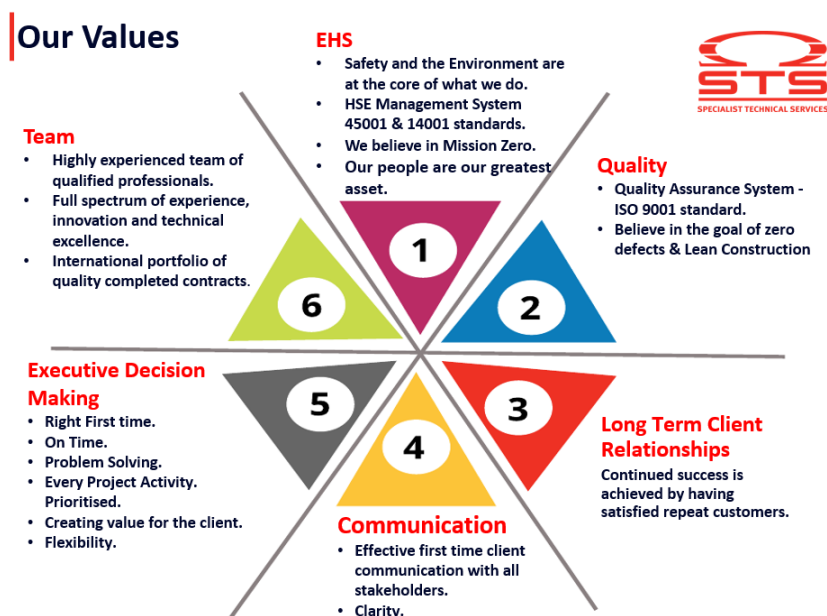 Our Values
EHS
• Safety and the Environment are
at the core of what we do.
• HSE Management System
45001 & 14001 standards.
• We believe in Mission Zero.
• Our people are our greatest
asset.
STS
SPECIALIST TECHNICAL SERVICES
Team
• Highly experienced team of
qualified professionals.
• Full spectrum of experience,
innovation and technical
excellence.
• International portfolio of
quality completed contracts.
Quality
• Quality Assurance System -
ISO 9001 standard.
• Believe in the goal of zero
defects & Lean Construction
1
2
3
4
5
6
Executive Decision
Making
• Right First time.
• On Time.
• Problem Solving.
• Every Project Activity.
Prioritised.
• Creating value for the client.
• Flexibility.
Long Term Client
Relationships
Continued success is
achieved by having
satisfied repeat customers.
Communication
• Effective first time client
communication with all
stakeholders.
• Clarity.